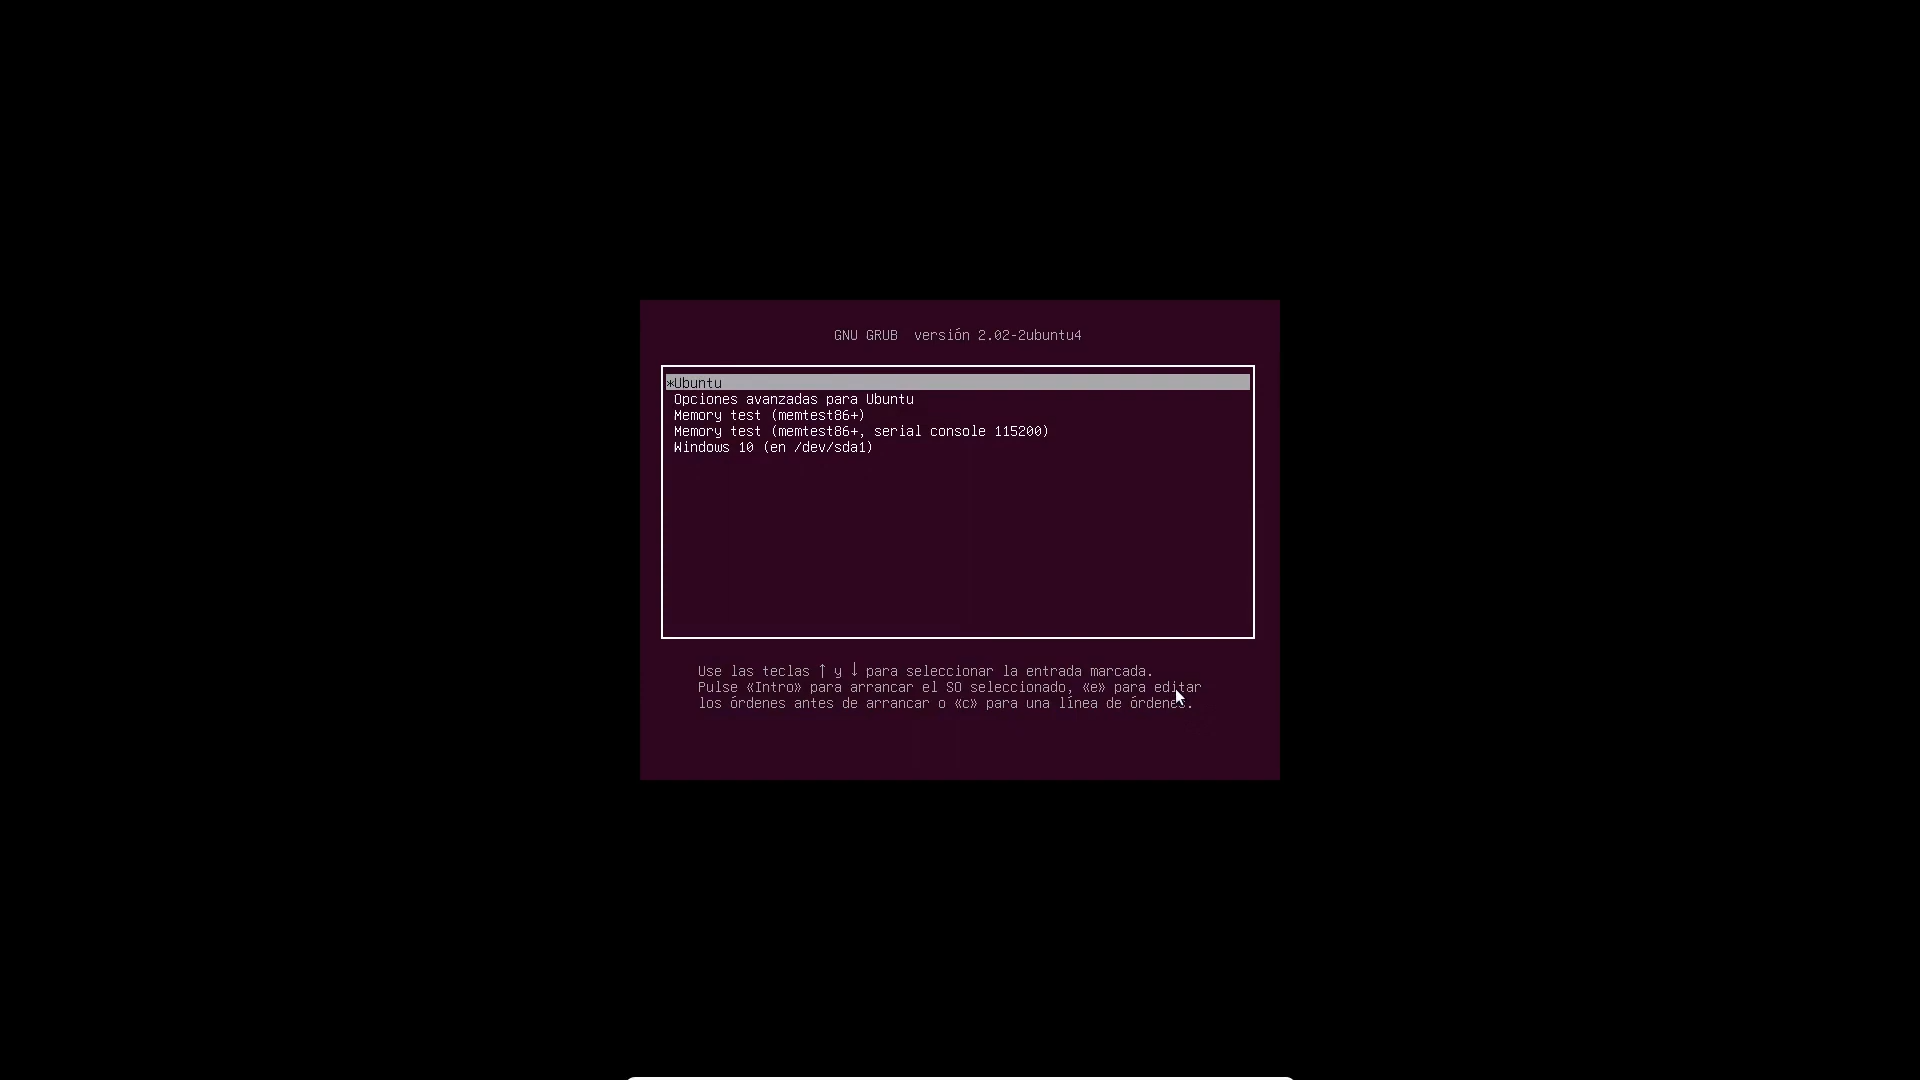 GNU GRUB  versión 2.02-2ubuntu4
*Ubuntu
Opciones avanzadas para Ubuntu
Memory test (memtest86+)
Memory test (memtest86+, serial console 115200)
Windows 10 (en /dev/sda1)
Use las teclas ↑ y ↓ para seleccionar la entrada marcada.
Pulse «Intro» para arrancar el SO seleccionado, «e» para editar
los órdenes antes de arrancar o «c» para una línea de órdenes.